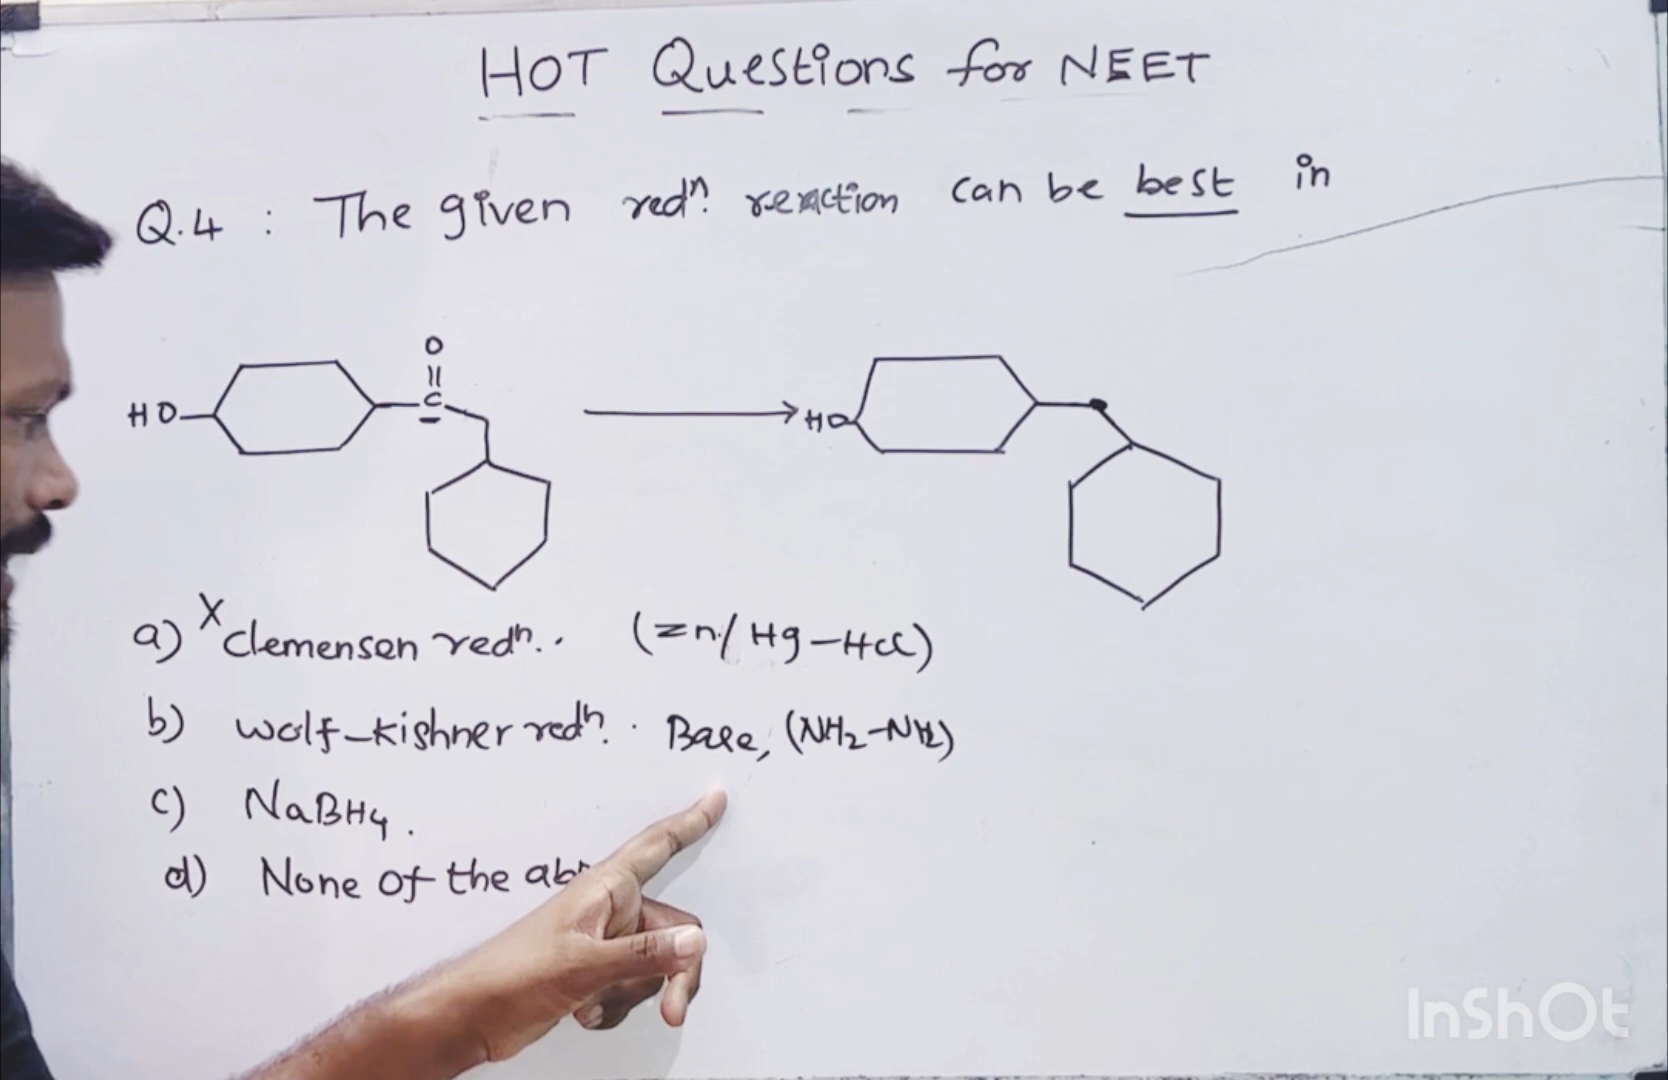 HOT Questions for NEET
Q.4 : The given redⁿ. reaction can be best in
O
||
HO C HO
a) X Clemensen redⁿ.. (Zn/Hg-HCl)
b) wolf-kishner redⁿ. Base, (NH2-NH2)
c) NaBH4.
d) None of the
InShOt